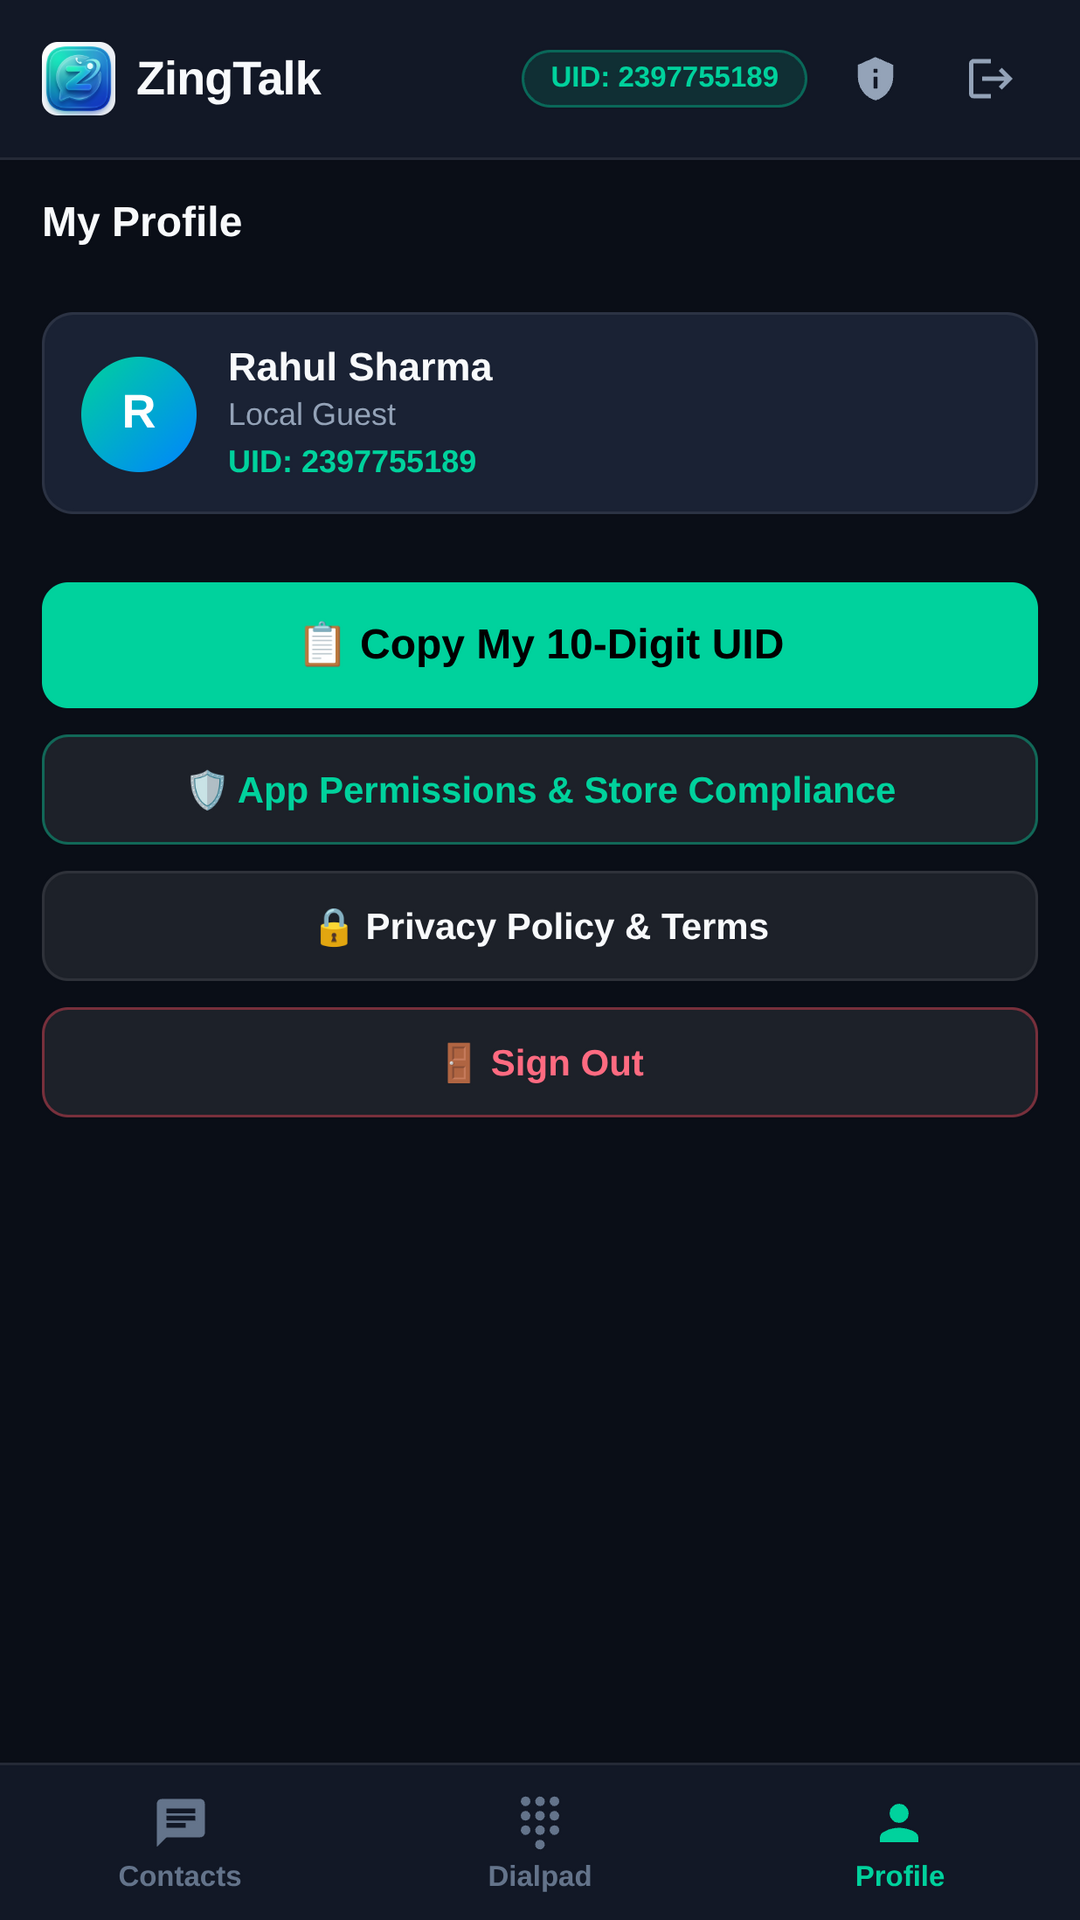 ZingTalk
UID: 2397755189
My Profile
R
Rahul Sharma
Local Guest
UID: 2397755189
📋 Copy My 10-Digit UID
🛡️ App Permissions & Store Compliance
🔒 Privacy Policy & Terms
🚪 Sign Out
Contacts
Dialpad
Profile